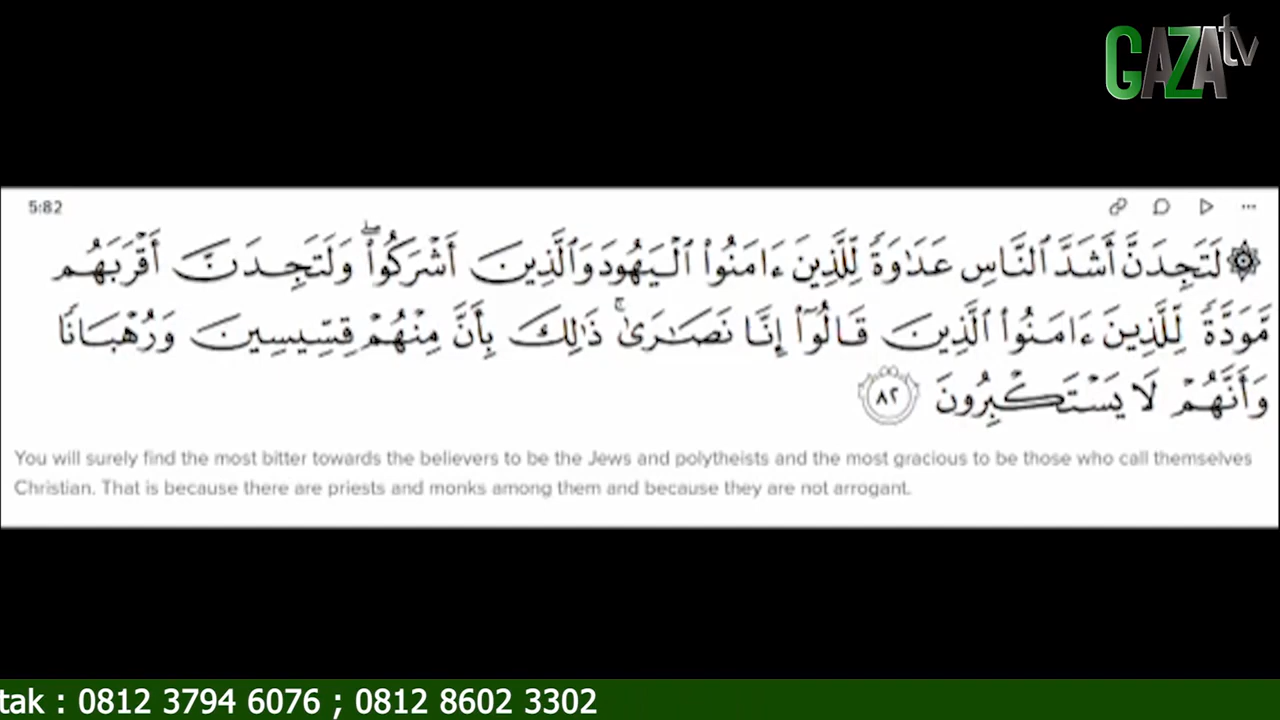 GAZA tv
5:82
۞ لَتَجِدَنَّ أَشَدَّ ٱلنَّاسِ عَدَٰوَةً لِّلَّذِينَ ءَامَنُوا۟ ٱلْيَهُودَ وَٱلَّذِينَ أَشْرَكُوا۟ ۖ وَلَتَجِدَنَّ أَقْرَبَهُم
مَّوَدَّةً لِّلَّذِينَ ءَامَنُوا۟ ٱلَّذِينَ قَالُوٓا۟ إِنَّا نَصَـٰرَىٰ ۚ ذَٰلِكَ بِأَنَّ مِنْهُمْ قِسِّيسِينَ وَرُهْبَانًا
وَأَنَّهُمْ لَا يَسْتَكْبِرُونَ ٨٢
You will surely find the most bitter towards the believers to be the Jews and polytheists and the most gracious to be those who call themselves
Christian. That is because there are priests and monks among them and because they are not arrogant.
tak : 0812 3794 6076 ; 0812 8602 3302